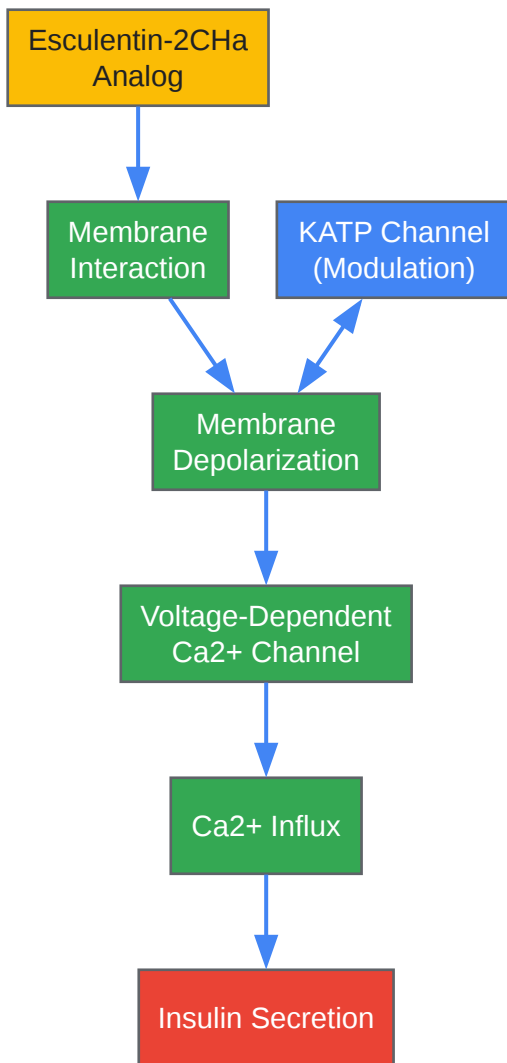 Esculentin-2CHa
Analog
Membrane
Interaction
KATP Channel
(Modulation)
Membrane
Depolarization
Voltage-Dependent
Ca2+ Channel
Ca2+ Influx
Insulin Secretion